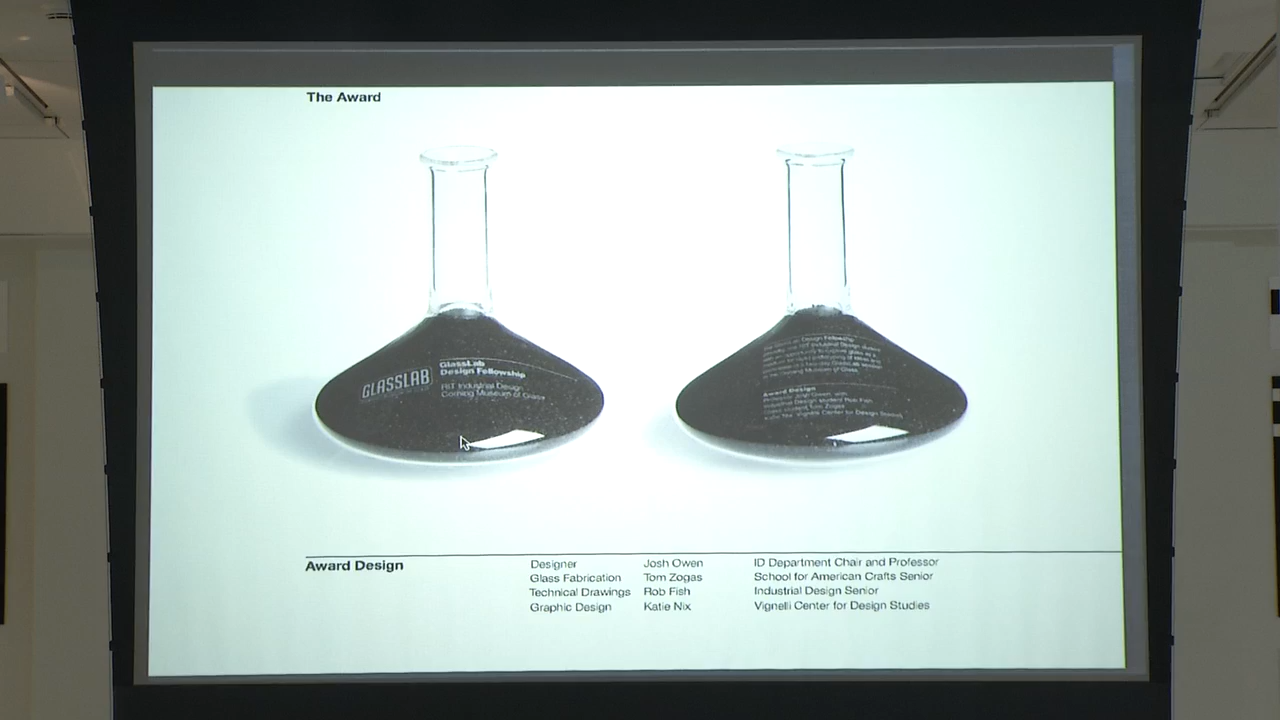 The Award
GLASSLAB
GlassLab
Design Fellowship
RIT Industrial Design
Corning Museum of Glass
Award Design
Award Design
Designer Josh Owen ID Department Chair and Professor
Glass Fabrication Tom Zogas School for American Crafts Senior
Technical Drawings Rob Fish Industrial Design Senior
Graphic Design Katie Nix Vignelli Center for Design Studies